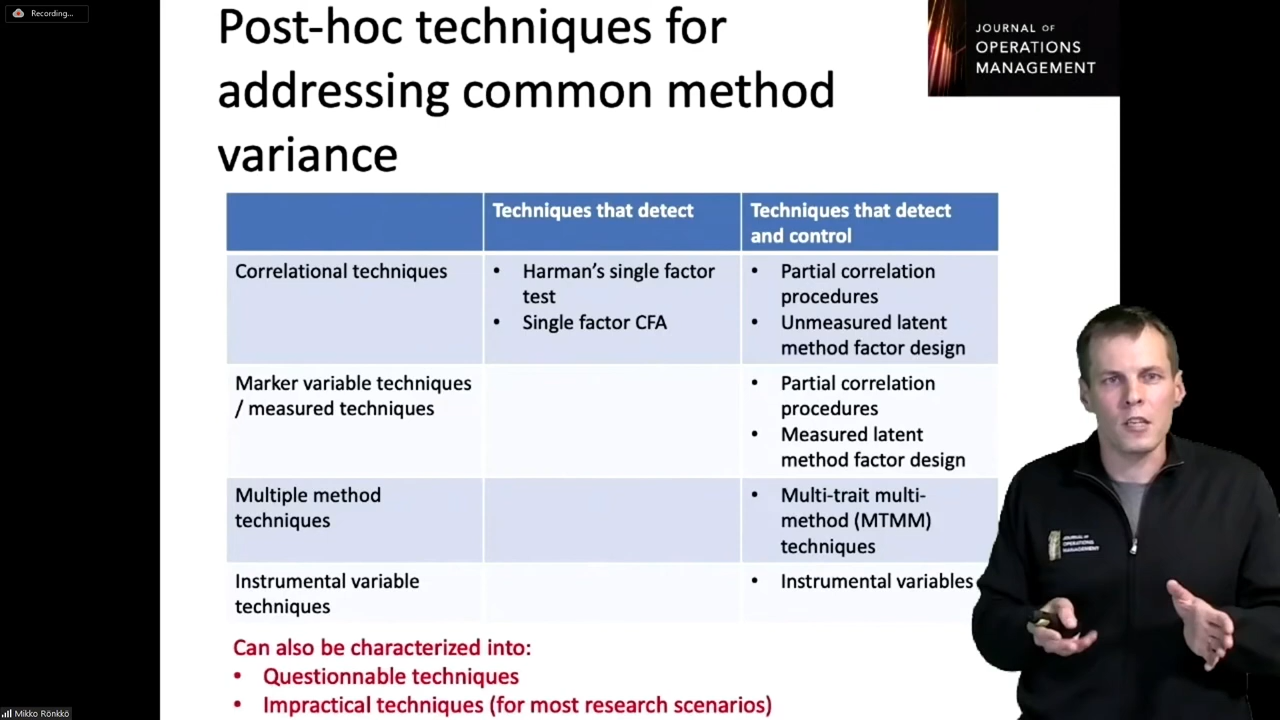 Recording...
Post-hoc techniques for
addressing common method
variance
JOURNAL OF
OPERATIONS
MANAGEMENT
Techniques that detect
Techniques that detect
and control
Correlational techniques
• Harman's single factor
test
• Single factor CFA
• Partial correlation
procedures
• Unmeasured latent
method factor design
Marker variable techniques
/ measured techniques
• Partial correlation
procedures
• Measured latent
method factor design
Multiple method
techniques
• Multi-trait multi-
method (MTMM)
techniques
Instrumental variable
techniques
• Instrumental variables
Can also be characterized into:
• Questionnable techniques
• Impractical techniques (for most research scenarios)
JOURNAL OF
OPERATIONS
MANAGEMENT
Mikko Rönkkö